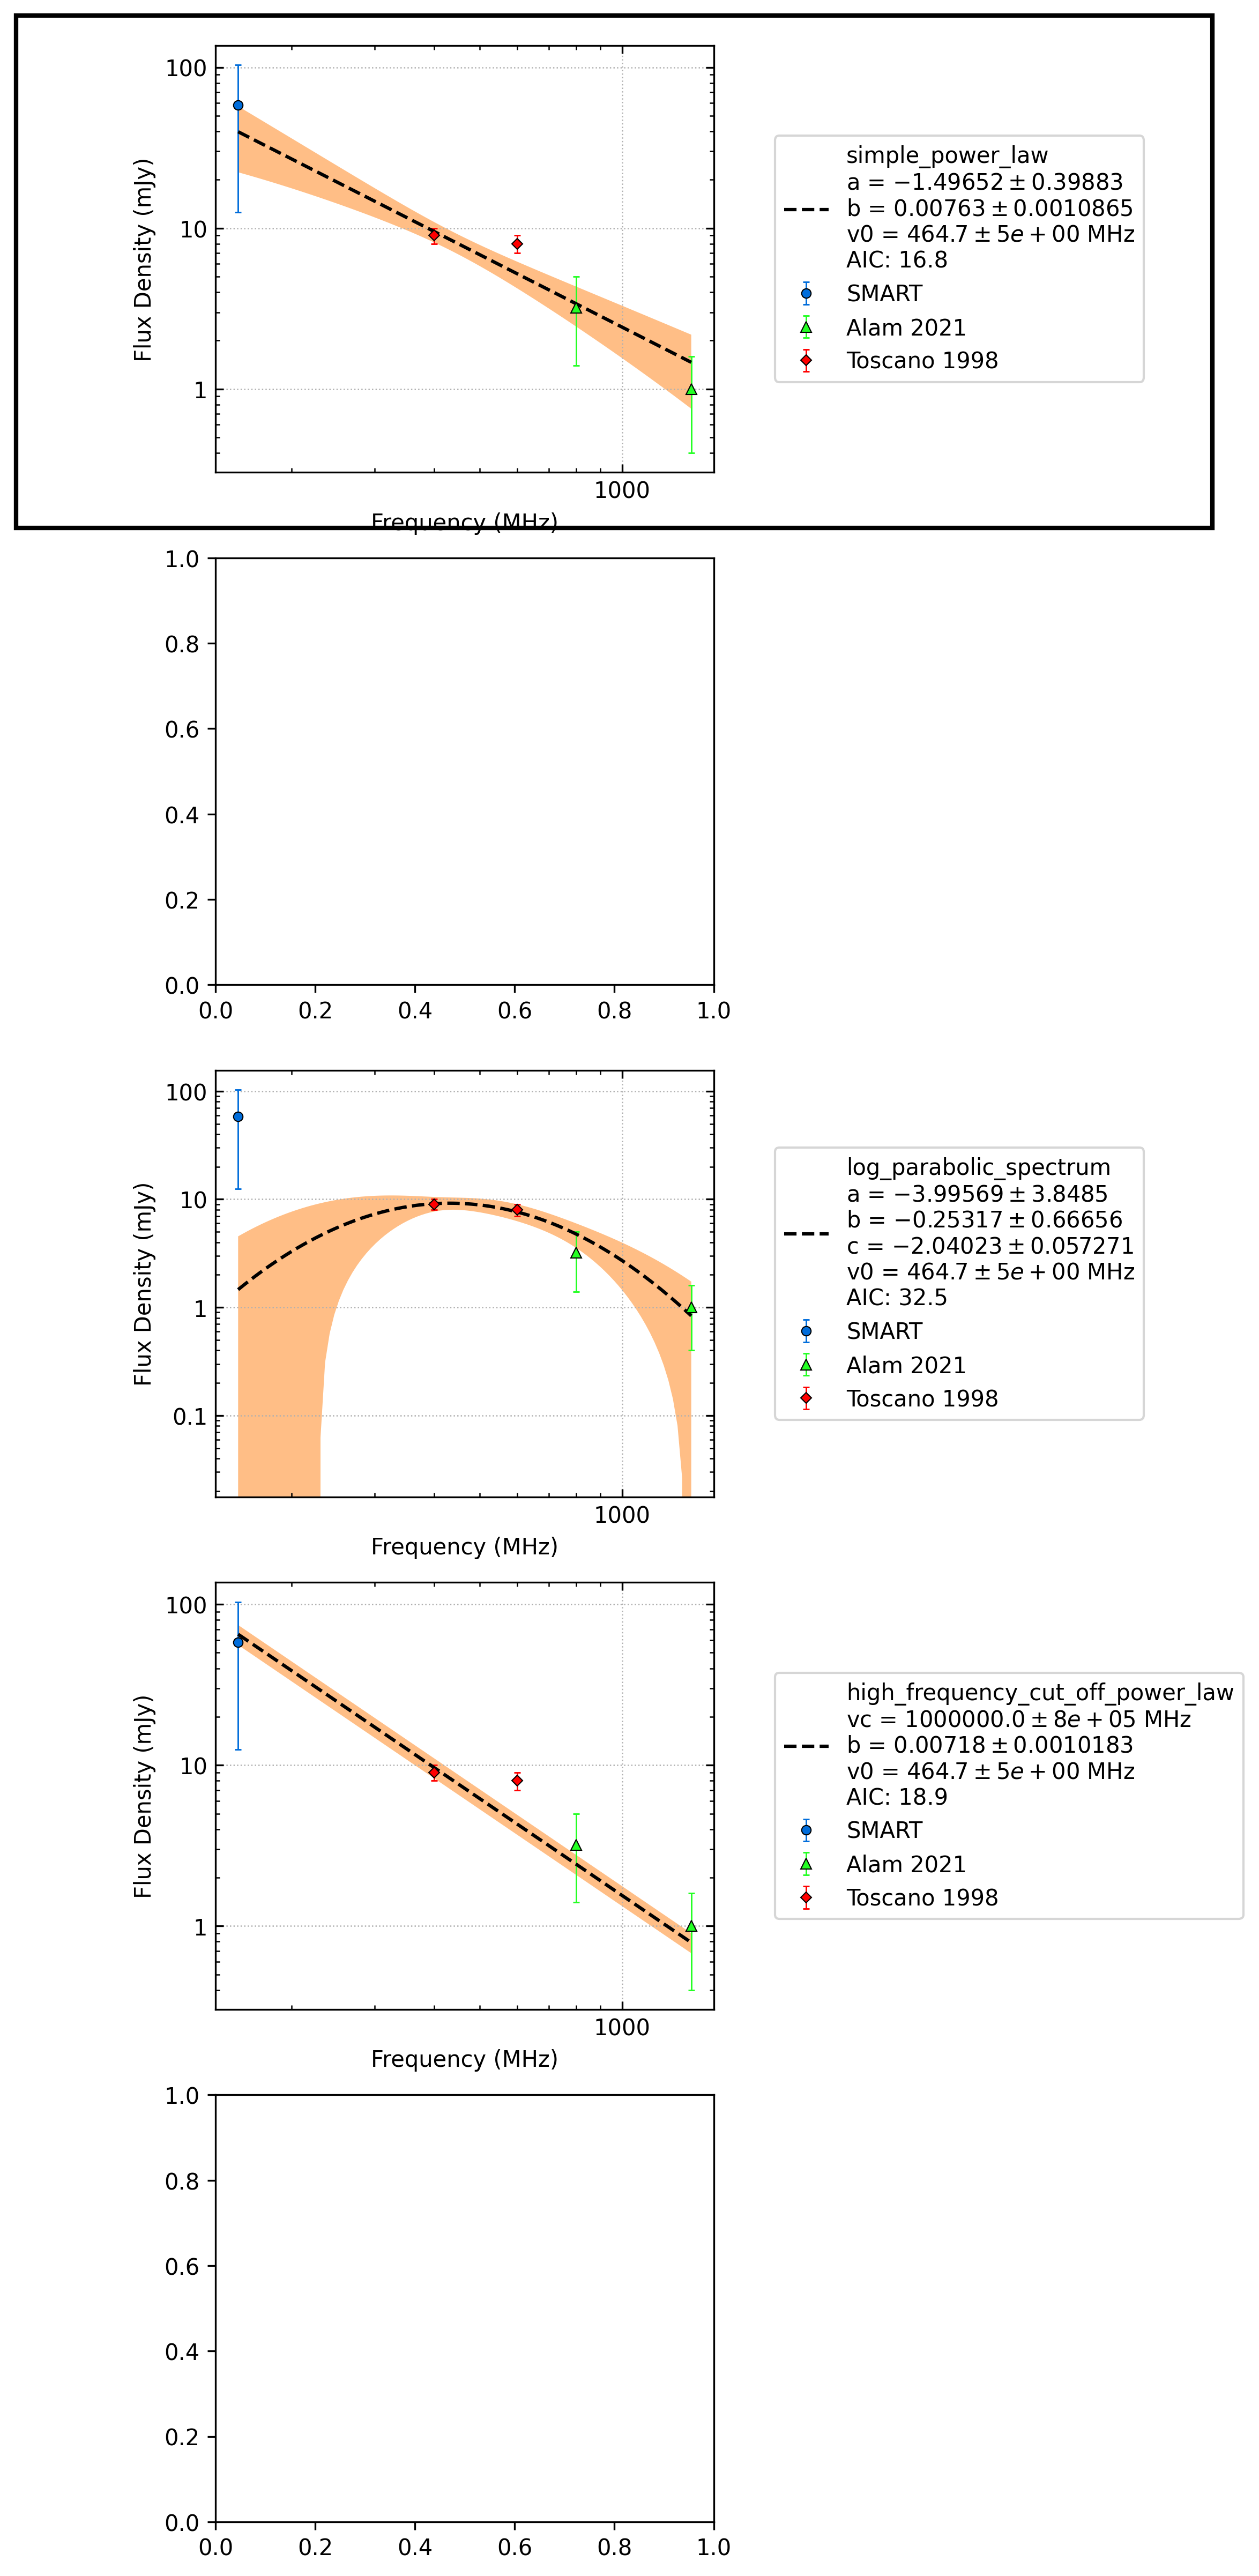 100
10
1
Flux Density (mJy)
1000
Frequency (MHz)
simple_power_law
a = −1.49652 ± 0.39883
b = 0.00763 ± 0.0010865
v0 = 464.7 ± 5e + 00 MHz
AIC: 16.8
SMART
Alam 2021
Toscano 1998
1.0
0.8
0.6
0.4
0.2
0.0
0.0 0.2 0.4 0.6 0.8 1.0
100
10
1
0.1
Flux Density (mJy)
1000
Frequency (MHz)
log_parabolic_spectrum
a = −3.99569 ± 3.8485
b = −0.25317 ± 0.66656
c = −2.04023 ± 0.057271
v0 = 464.7 ± 5e + 00 MHz
AIC: 32.5
SMART
Alam 2021
Toscano 1998
100
10
1
Flux Density (mJy)
1000
Frequency (MHz)
high_frequency_cut_off_power_law
vc = 1000000.0 ± 8e + 05 MHz
b = 0.00718 ± 0.0010183
v0 = 464.7 ± 5e + 00 MHz
AIC: 18.9
SMART
Alam 2021
Toscano 1998
1.0
0.8
0.6
0.4
0.2
0.0
0.0 0.2 0.4 0.6 0.8 1.0